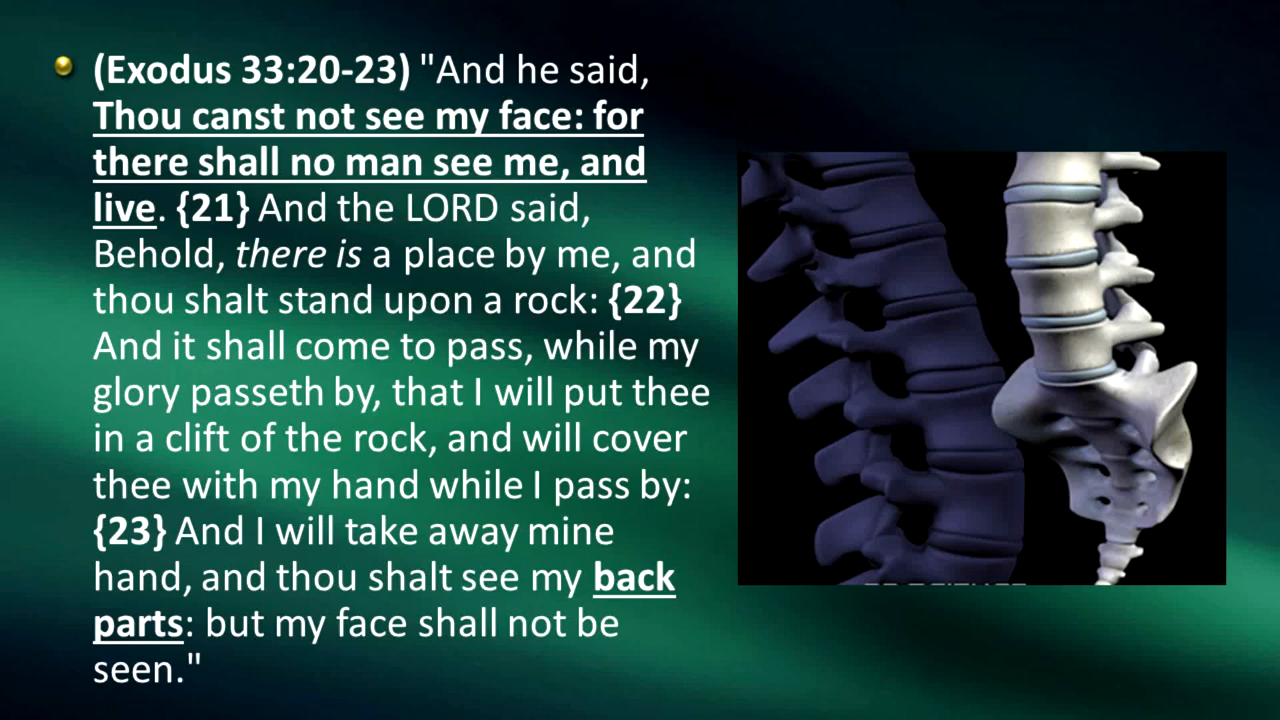 (Exodus 33:20-23) "And he said,
Thou canst not see my face: for
there shall no man see me, and
live. {21} And the LORD said,
Behold, there is a place by me, and
thou shalt stand upon a rock: {22}
And it shall come to pass, while my
glory passeth by, that I will put thee
in a clift of the rock, and will cover
thee with my hand while I pass by:
{23} And I will take away mine
hand, and thou shalt see my back
parts: but my face shall not be
seen."